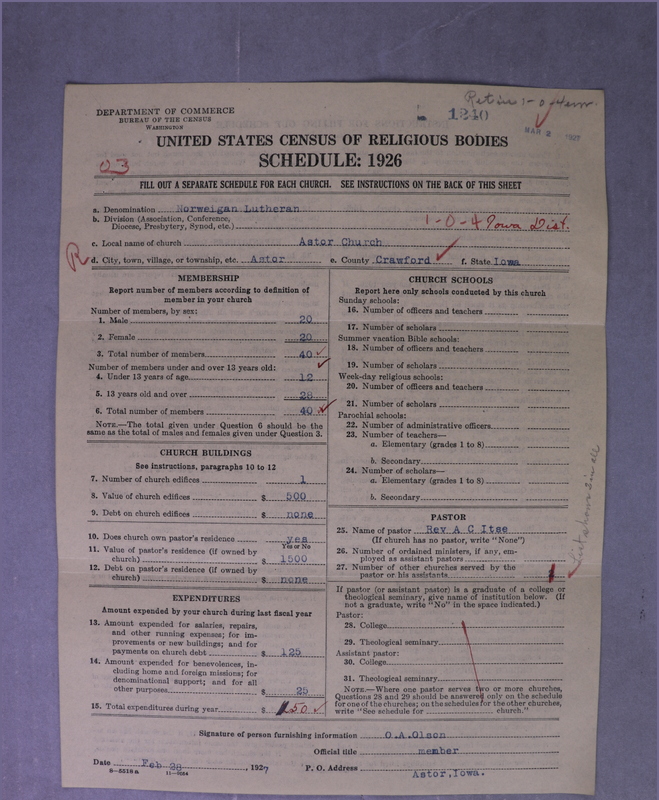 DEPARTMENT OF COMMERCE
BUREAU OF THE CENSUS
WASHINGTON
1240
MAR 2 1927
UNITED STATES CENSUS OF RELIGIOUS BODIES
SCHEDULE: 1926
03
FILL OUT A SEPARATE SCHEDULE FOR EACH CHURCH. SEE INSTRUCTIONS ON THE BACK OF THIS SHEET
a. Denomination Norweigan Lutheran
b. Division (Association, Conference, Diocese, Presbytery, Synod, etc.) 1-0-4 Iowa Dist.
c. Local name of church Astor Church
R
d. City, town, village, or township, etc. Astor e. County Crawford f. State Iowa
MEMBERSHIP
Report number of members according to definition of
member in your church
Number of members, by sex:
1. Male 20
2. Female 20
3. Total number of members 40
Number of members under and over 13 years old:
4. Under 13 years of age 12
5. 13 years old and over 28
6. Total number of members 40
NOTE.—The total given under Question 6 should be the
same as the total of males and females given under Question 3.
CHURCH BUILDINGS
See instructions, paragraphs 10 to 12
7. Number of church edifices 1
8. Value of church edifices $ 500
9. Debt on church edifices $ none
10. Does church own pastor's residence yes
Yes or No
11. Value of pastor's residence (if owned by
church) $ 1500
12. Debt on pastor's residence (if owned by
church) $ none
EXPENDITURES
Amount expended by your church during last fiscal year
13. Amount expended for salaries, repairs,
and other running expenses; for im-
provements or new buildings; and for
payments on church debt $ 125
14. Amount expended for benevolences, in-
cluding home and foreign missions; for
denominational support; and for all
other purposes $ 25
15. Total expenditures during year $ 150
CHURCH SCHOOLS
Report here only schools conducted by this church
Sunday schools:
16. Number of officers and teachers
17. Number of scholars
Summer vacation Bible schools:
18. Number of officers and teachers
19. Number of scholars
Week-day religious schools:
20. Number of officers and teachers
21. Number of scholars
Parochial schools:
22. Number of administrative officers
23. Number of teachers—
a. Elementary (grades 1 to 8)
b. Secondary
24. Number of scholars—
a. Elementary (grades 1 to 8)
b. Secondary
PASTOR
25. Name of pastor Rev A C Itse
(If church has no pastor, write "None")
26. Number of ordained ministers, if any, em-
ployed as assistant pastors
27. Number of other churches served by the
pastor or his assistants 1
If pastor (or assistant pastor) is a graduate of a college or
theological seminary, give name of institution below. (If
not a graduate, write "No" in the space indicated.)
Pastor:
28. College
29. Theological seminary
Assistant pastor:
30. College
31. Theological seminary
NOTE.—Where one pastor serves two or more churches,
Questions 28 and 29 should be answered only on the schedule
for one of the churches; on the schedules for the other churches,
write "See schedule for church."
Signature of person furnishing information O.A.Olson
Official title member
Date Feb 28, 1927 P. O. Address Astor,Iowa.
8-5518a